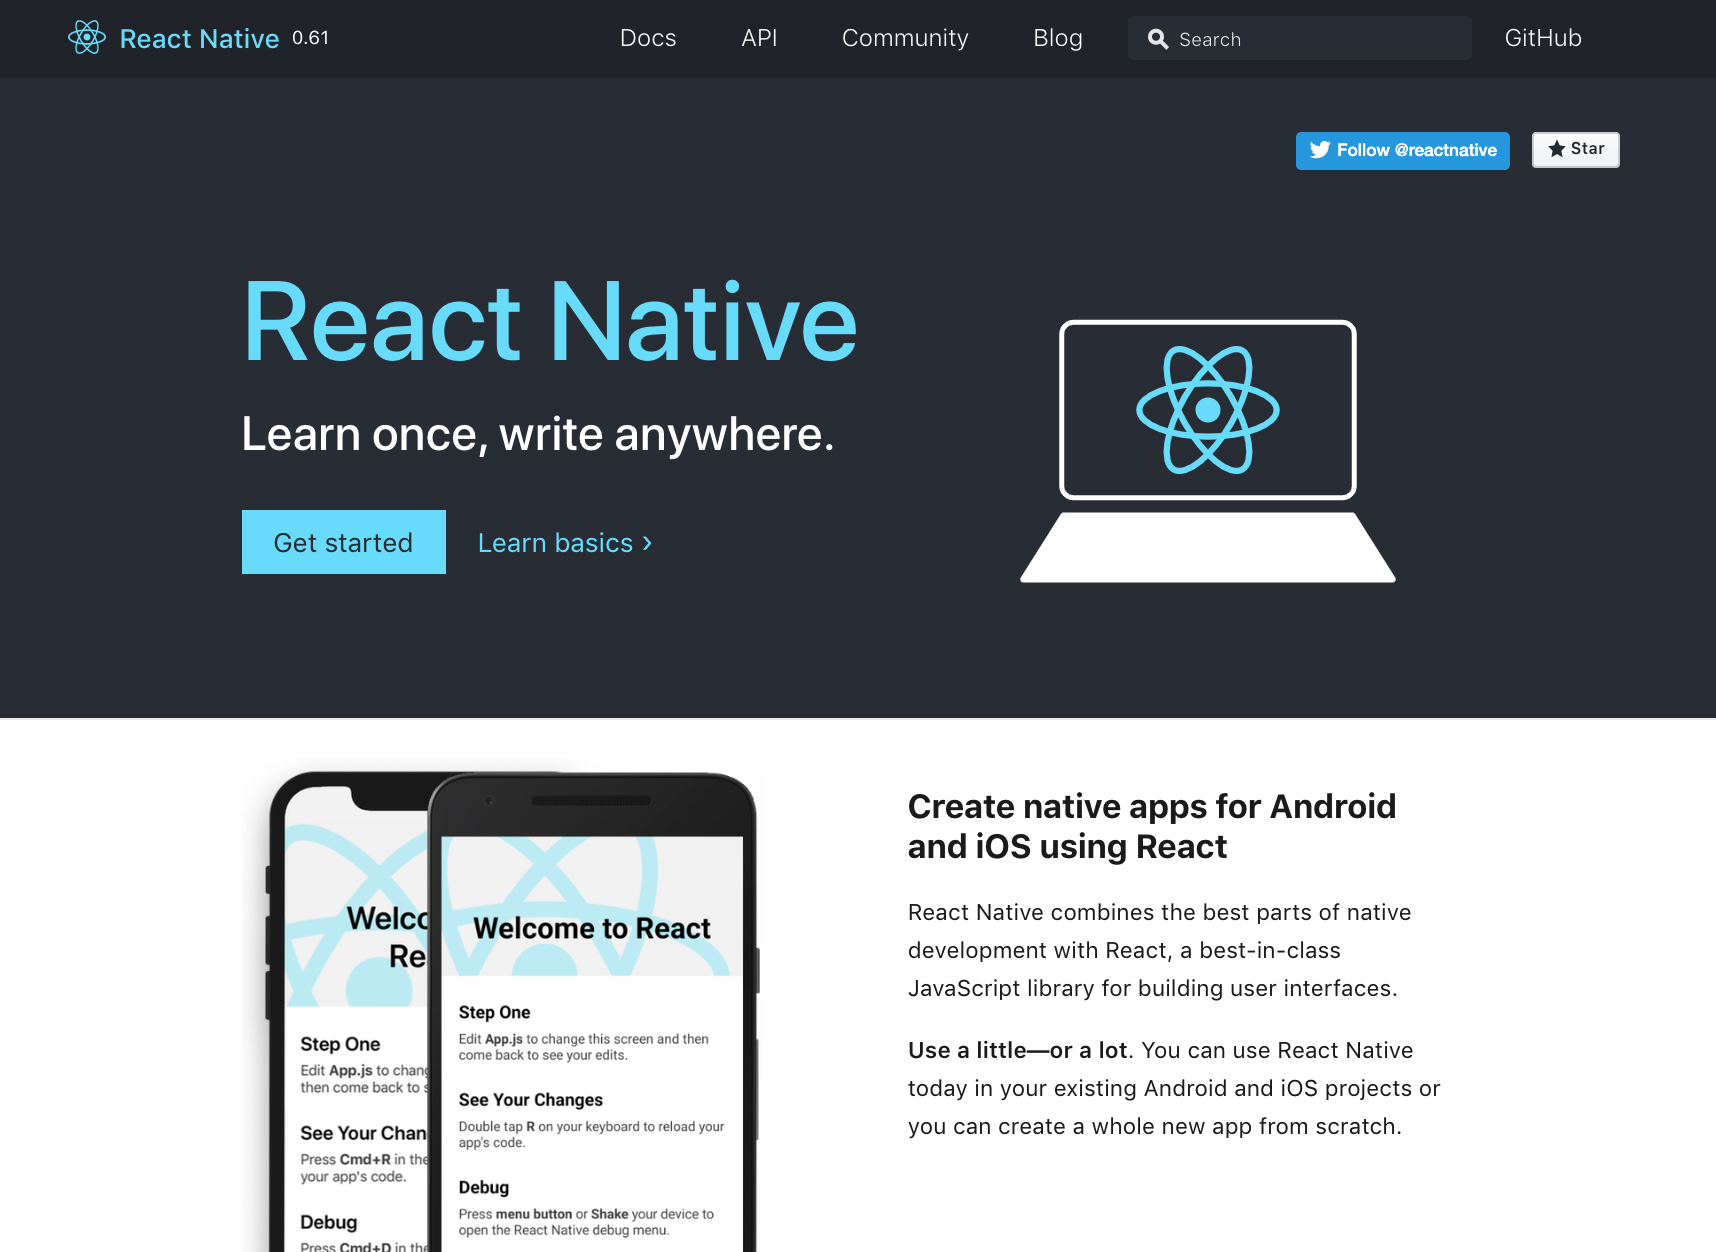 React Native 0.61 Docs API Community Blog Search GitHub
Follow @reactnative Star
React Native
Learn once, write anywhere.
Get started Learn basics ›
Create native apps for Android
and iOS using React
React Native combines the best parts of native
development with React, a best-in-class
JavaScript library for building user interfaces.
Use a little—or a lot. You can use React Native
today in your existing Android and iOS projects or
you can create a whole new app from scratch.
Welco
Re
Step One
Edit App.js to chang
then come back to s
See Your Chan
Press Cmd+R in the
your app's code.
Debug
Press Cmd+D in the
Welcome to React
Step One
Edit App.js to change this screen and then
come back to see your edits.
See Your Changes
Double tap R on your keyboard to reload your
app's code.
Debug
Press menu button or Shake your device to
open the React Native debug menu.